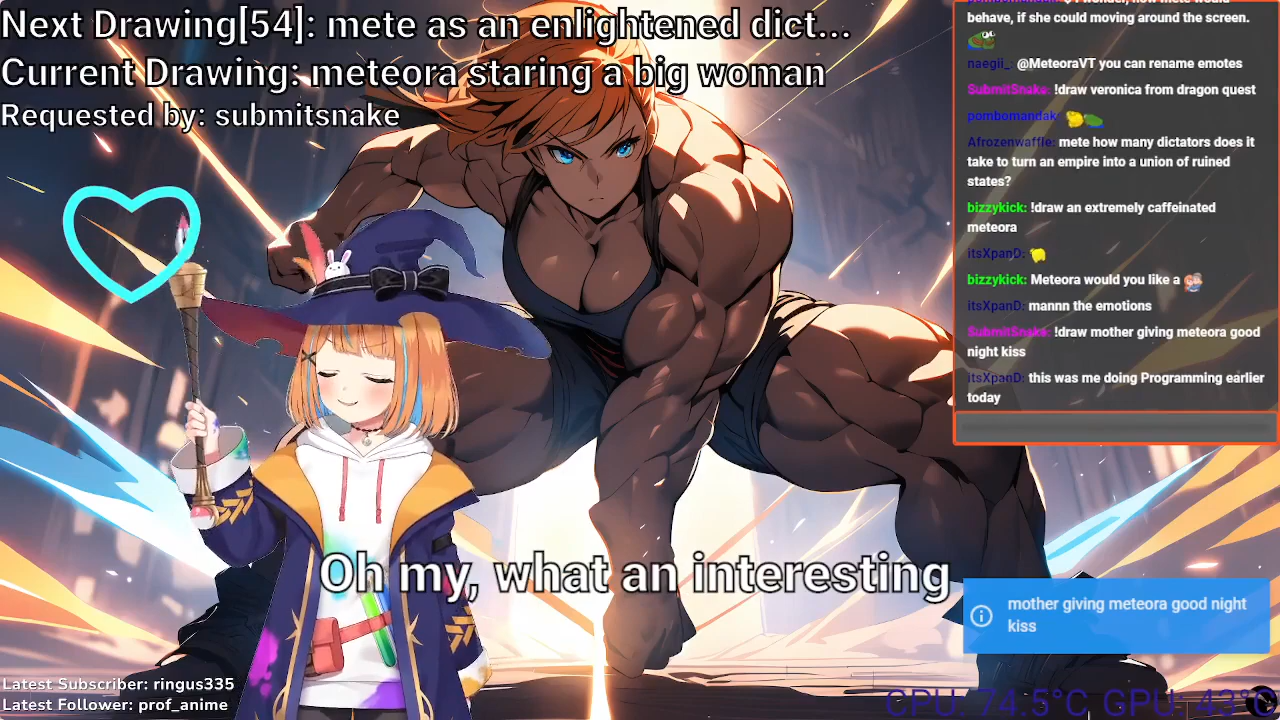 Next Drawing[54]: mete as an enlightened dict...
Current Drawing: meteora staring a big woman
Requested by: submitsnake
behave, if she could moving around the screen.
naegii_: @MeteoraVT you can rename emotes
SubmitSnake: !draw veronica from dragon quest
pombomandak:
Afrozenwaffle: mete how many dictators does it
take to turn an empire into a union of ruined
states?
bizzykick: !draw an extremely caffeinated
meteora
itsXpanD:
bizzykick: Meteora would you like a
itsXpanD: mannn the emotions
SubmitSnake: !draw mother giving meteora good
night kiss
itsXpanD: this was me doing Programming earlier
today
Oh my, what an interesting
mother giving meteora good night
kiss
Latest Subscriber: ringus335
Latest Follower: prof_anime
CPU: 74.5°C GPU: 43°C